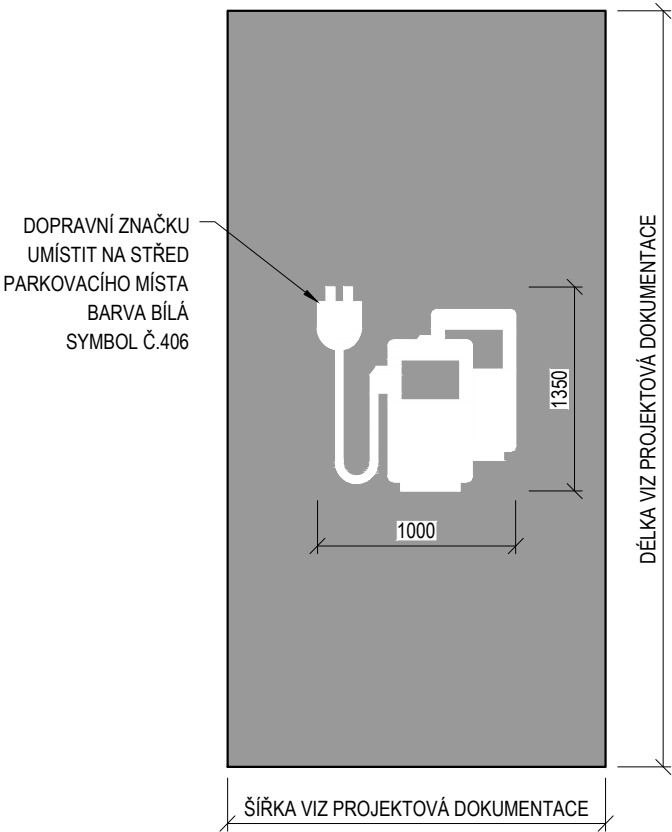 DOPRAVNÍ ZNAČKU
UMÍSTIT NA STŘED
PARKOVACÍHO MÍSTA
BARVA BÍLÁ
SYMBOL Č.406
1350
1000
DÉLKA VIZ PROJEKTOVÁ DOKUMENTACE
ŠÍŘKA VIZ PROJEKTOVÁ DOKUMENTACE